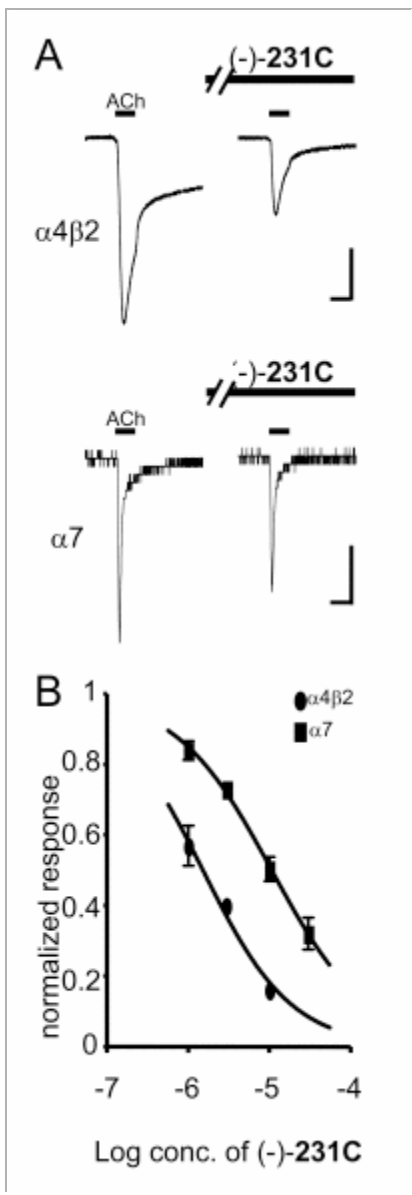 A
(-)-231C
ACh
α4β2
(-)-231C
ACh
α7
B
1
α4β2
α7
0.8
0.6
0.4
0.2
0
normalized response
-7
-6
-5
-4
Log conc. of (-)-231C